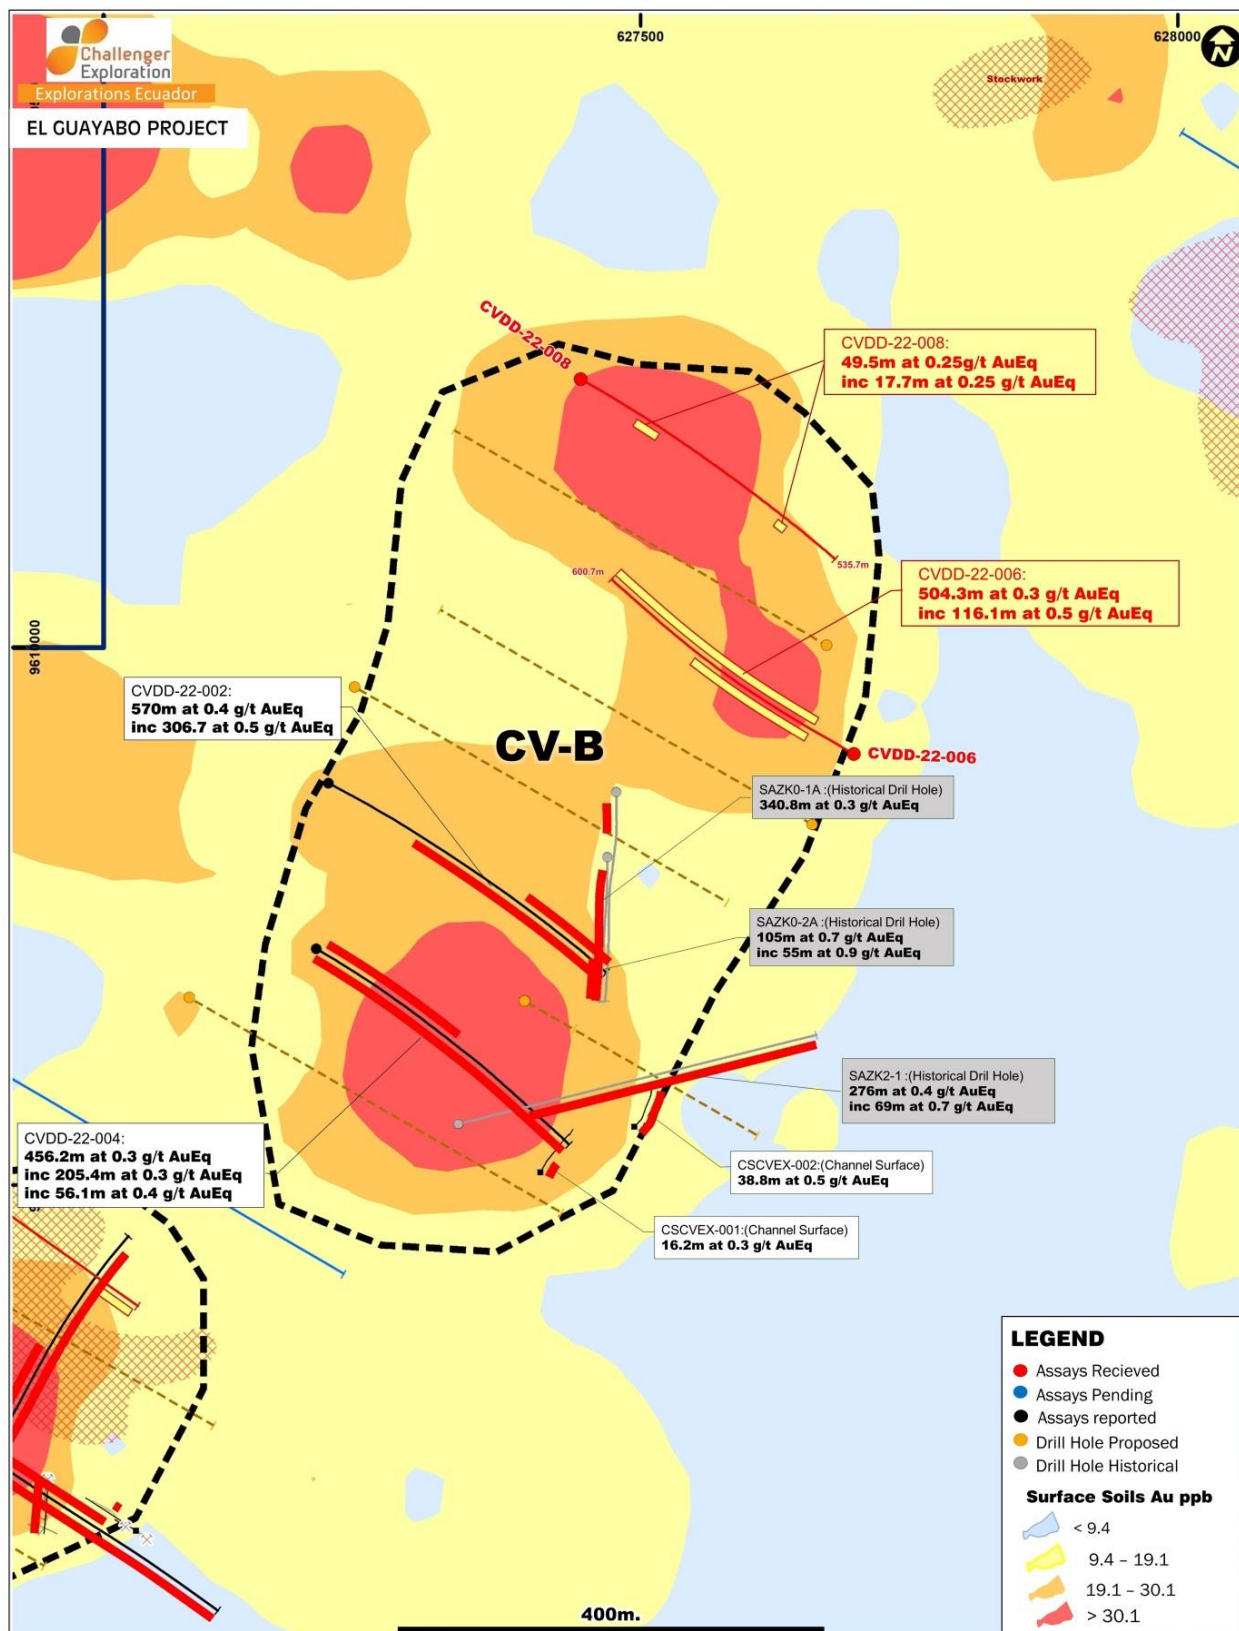 627500
628000
N
Challenger
Exploration
Explorations Ecuador
EL GUAYABO PROJECT
Stockwork
CVDD-22-008
CVDD-22-008:
49.5m at 0.25g/t AuEq
inc 17.7m at 0.25 g/t AuEq
535.7m
600.7m
CVDD-22-006:
504.3m at 0.3 g/t AuEq
inc 116.1m at 0.5 g/t AuEq
9610000
CVDD-22-002:
570m at 0.4 g/t AuEq
inc 306.7 at 0.5 g/t AuEq
CV-B
CVDD-22-006
SAZK0-1A :(Historical Dril Hole)
340.8m at 0.3 g/t AuEq
SAZK0-2A :(Historical Dril Hole)
105m at 0.7 g/t AuEq
inc 55m at 0.9 g/t AuEq
SAZK2-1 :(Historical Dril Hole)
276m at 0.4 g/t AuEq
inc 69m at 0.7 g/t AuEq
CVDD-22-004:
456.2m at 0.3 g/t AuEq
inc 205.4m at 0.3 g/t AuEq
inc 56.1m at 0.4 g/t AuEq
CSCVEX-002:(Channel Surface)
38.8m at 0.5 g/t AuEq
CSCVEX-001:(Channel Surface)
16.2m at 0.3 g/t AuEq
LEGEND
Assays Recieved
Assays Pending
Assays reported
Drill Hole Proposed
Drill Hole Historical
Surface Soils Au ppb
< 9.4
9.4 – 19.1
19.1 – 30.1
> 30.1
400m.